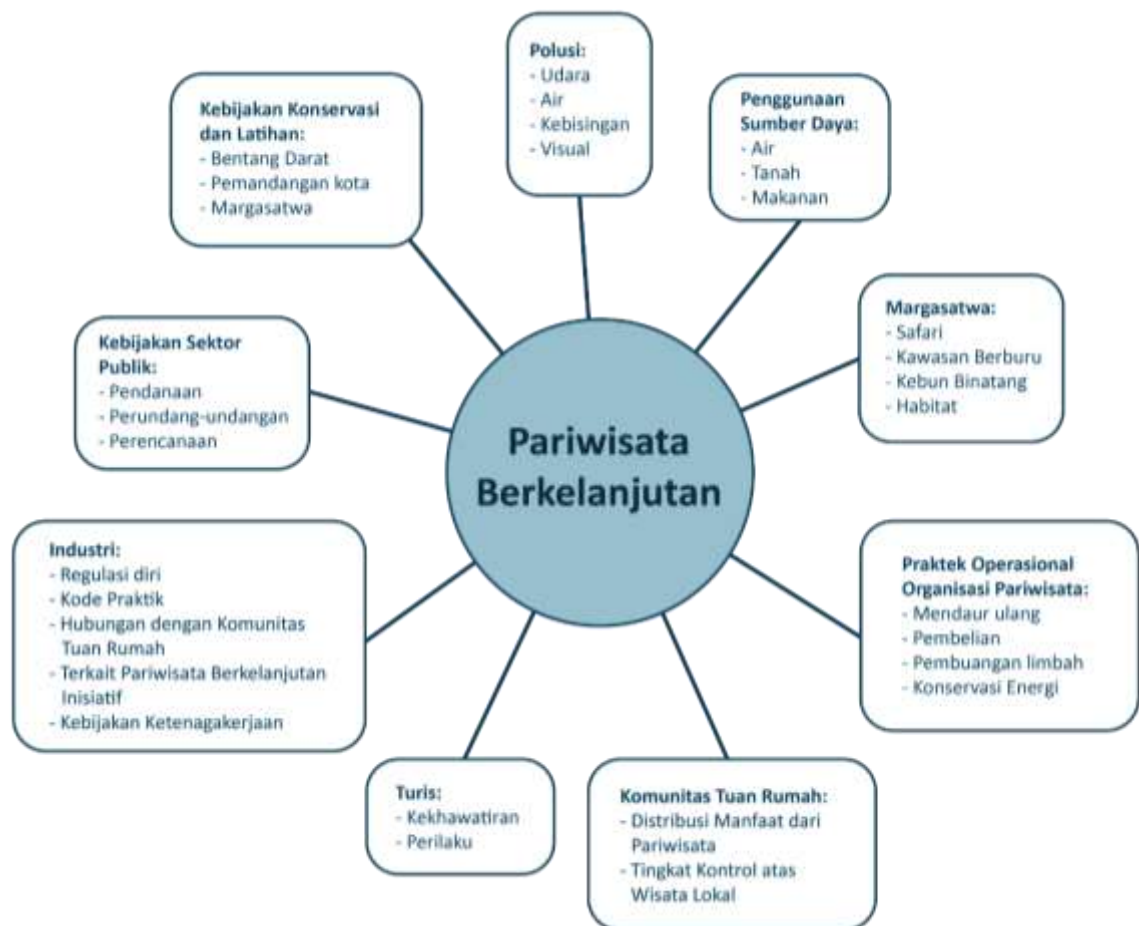 Polusi:
- Udara
- Air
- Kebisingan
- Visual
Penggunaan
Sumber Daya:
- Air
- Tanah
- Makanan
Kebijakan Konservasi
dan Latihan:
- Bentang Darat
- Pemandangan kota
- Margasatwa
Margasatwa:
- Safari
- Kawasan Berburu
- Kebun Binatang
- Habitat
Kebijakan Sektor
Publik:
- Pendanaan
- Perundang-undangan
- Perencanaan
Pariwisata
Berkelanjutan
Industri:
- Regulasi diri
- Kode Praktik
- Hubungan dengan Komunitas
Tuan Rumah
- Terkait Pariwisata Berkelanjutan
Inisiatif
- Kebijakan Ketenagakerjaan
Praktek Operasional
Organisasi Pariwisata:
- Mendaur ulang
- Pembelian
- Pembuangan limbah
- Konservasi Energi
Turis:
- Kekhawatiran
- Perilaku
Komunitas Tuan Rumah:
- Distribusi Manfaat dari
Pariwisata
- Tingkat Kontrol atas
Wisata Lokal